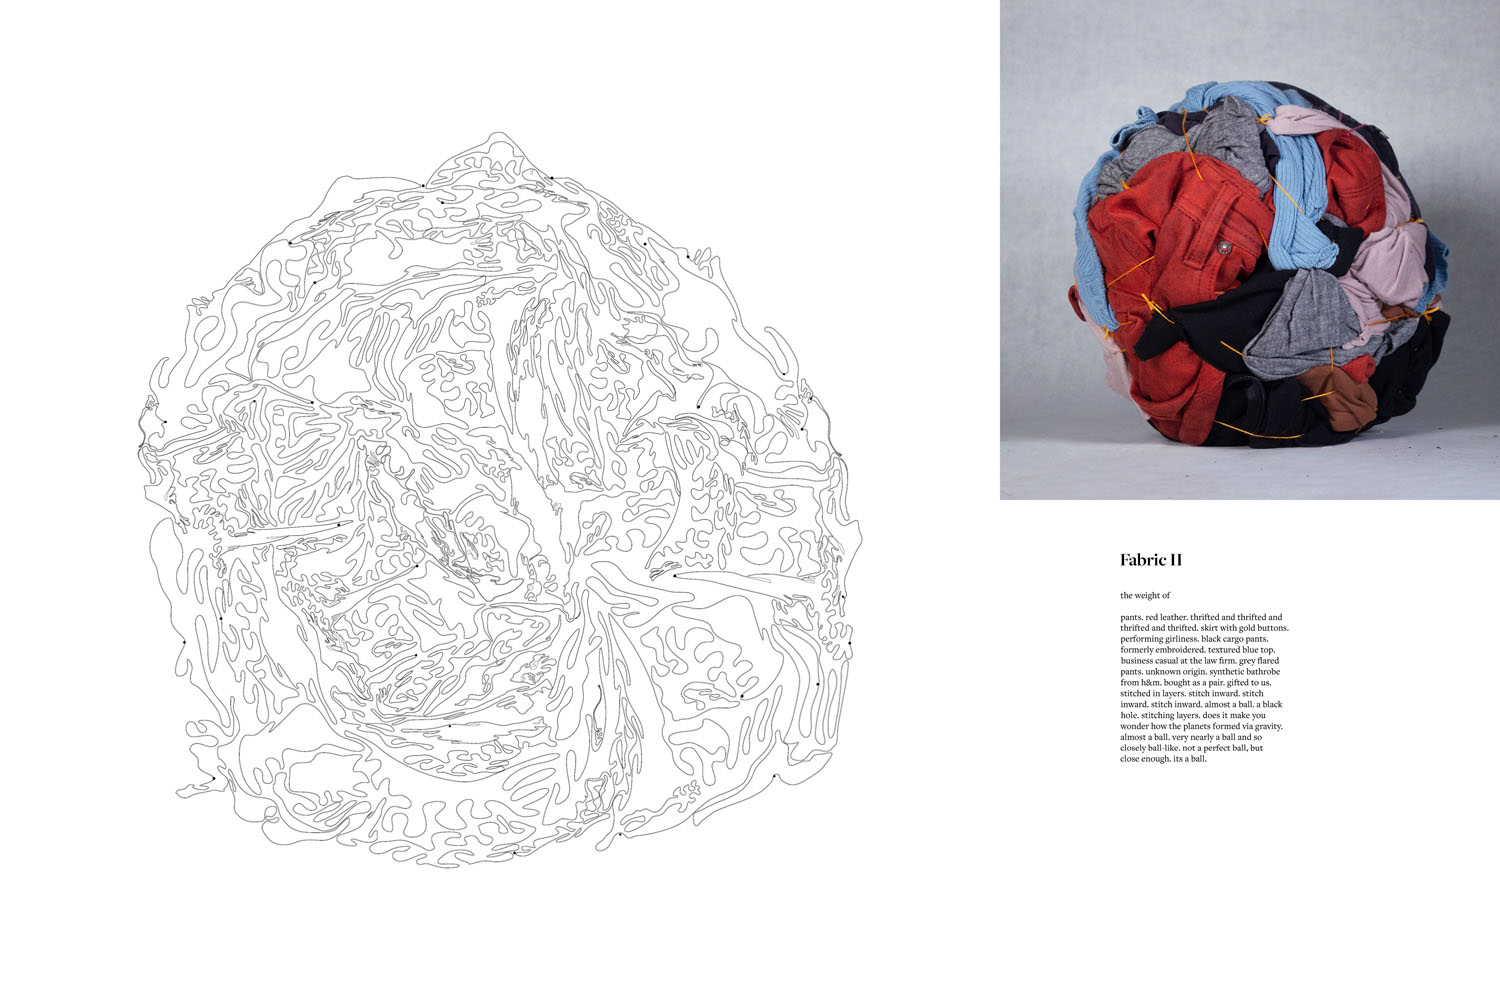 Fabric II
the weight of
pants. red leather. thrifted and thrifted and
thrifted and thrifted. skirt with gold buttons.
performing girliness. black cargo pants.
formerly embroidered. textured blue top.
business casual at the law firm. grey flared
pants. unknown origin. synthetic bathrobe
from h&m. bought as a pair. gifted to us.
stitched in layers. stitch inward. stitch
inward. stitch inward. almost a ball. a black
hole. stitching layers. does it make you
wonder how the planets formed via gravity.
almost a ball. very nearly a ball and so
closely ball-like. not a perfect ball, but
close enough. its a ball.